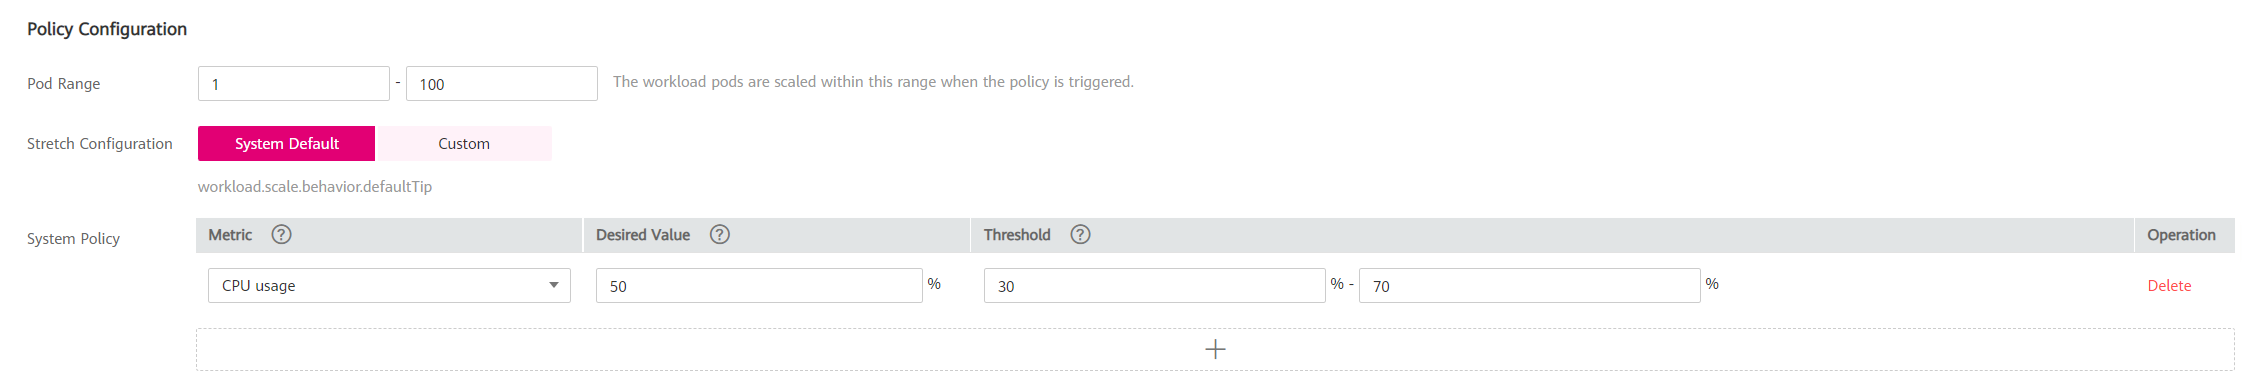 Policy Configuration
Pod Range 1 - 100 The workload pods are scaled within this range when the policy is triggered.
Stretch Configuration System Default Custom
workload.scale.behavior.defaultTip
System Policy Metric ? Desired Value ? Threshold ? Operation
CPU usage 50 % 30 % - 70 % Delete
+